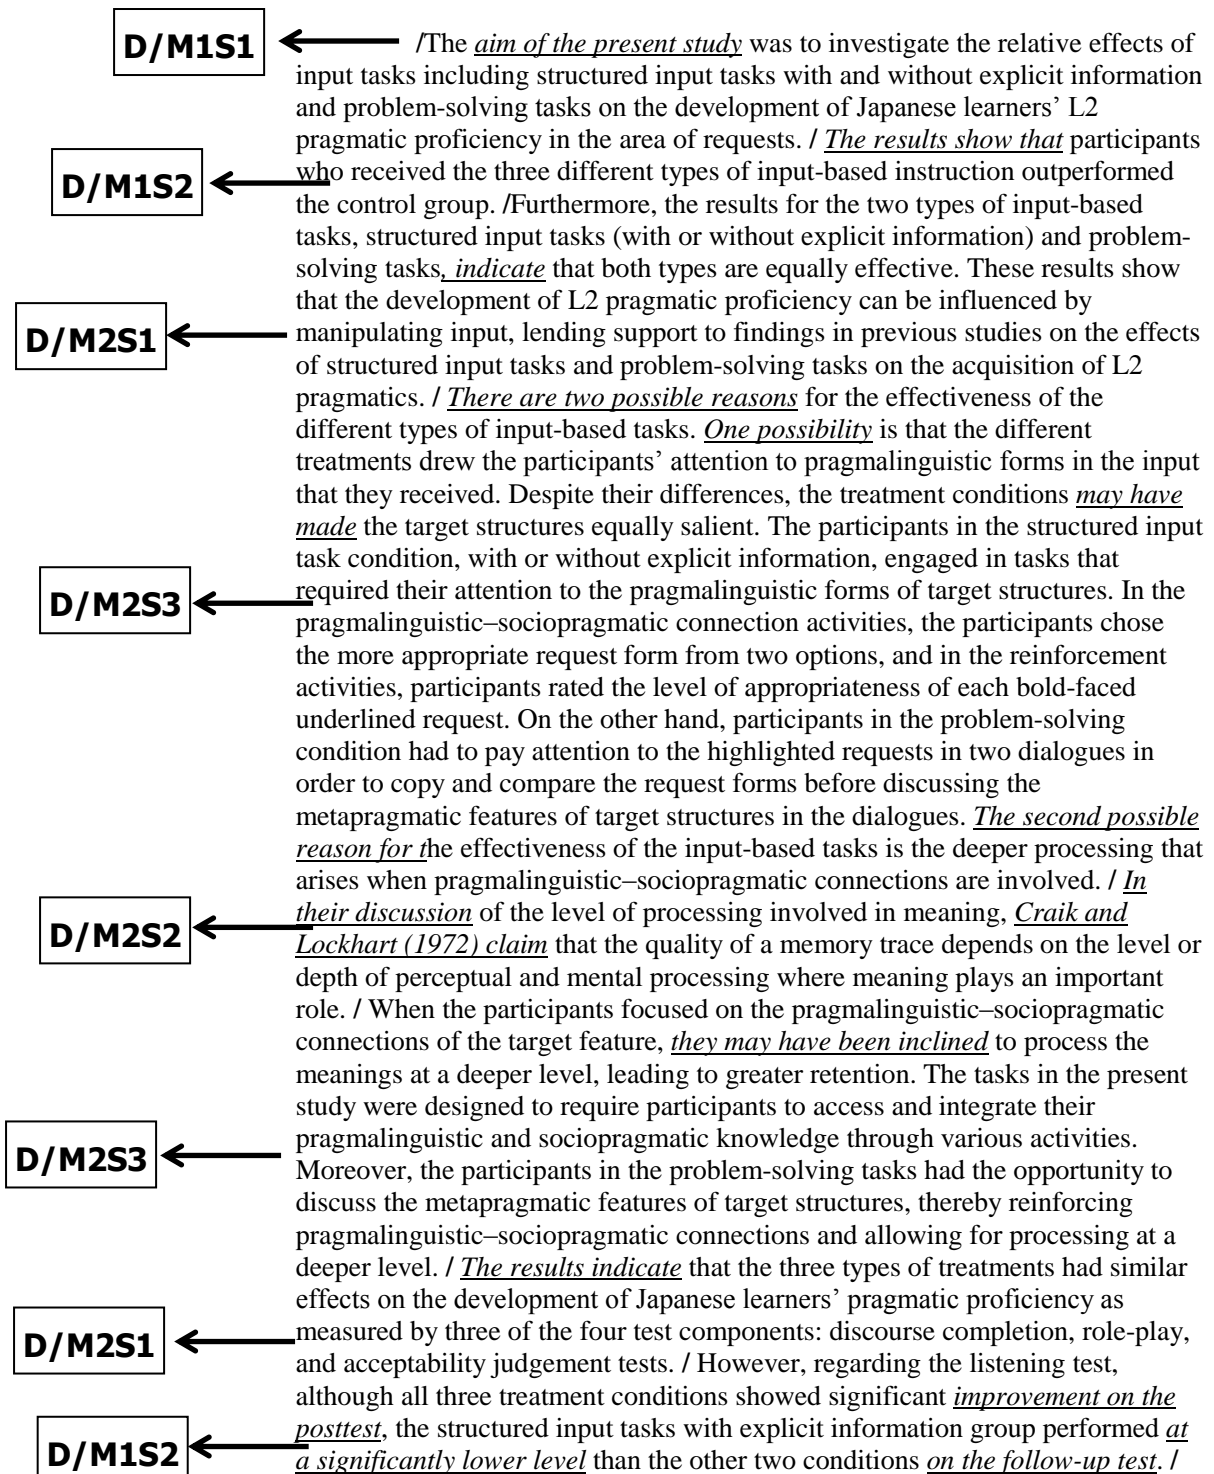 D/M1S1
/The aim of the present study was to investigate the relative effects of
input tasks including structured input tasks with and without explicit information
and problem-solving tasks on the development of Japanese learners’ L2
pragmatic proficiency in the area of requests. / The results show that participants
D/M1S2
who received the three different types of input-based instruction outperformed
the control group. /Furthermore, the results for the two types of input-based
tasks, structured input tasks (with or without explicit information) and problem-
solving tasks, indicate that both types are equally effective. These results show
that the development of L2 pragmatic proficiency can be influenced by
D/M2S1
manipulating input, lending support to findings in previous studies on the effects
of structured input tasks and problem-solving tasks on the acquisition of L2
pragmatics. / There are two possible reasons for the effectiveness of the
different types of input-based tasks. One possibility is that the different
treatments drew the participants’ attention to pragmalinguistic forms in the input
that they received. Despite their differences, the treatment conditions may have
made the target structures equally salient. The participants in the structured input
task condition, with or without explicit information, engaged in tasks that
D/M2S3
required their attention to the pragmalinguistic forms of target structures. In the
pragmalinguistic–sociopragmatic connection activities, the participants chose
the more appropriate request form from two options, and in the reinforcement
activities, participants rated the level of appropriateness of each bold-faced
underlined request. On the other hand, participants in the problem-solving
condition had to pay attention to the highlighted requests in two dialogues in
order to copy and compare the request forms before discussing the
metapragmatic features of target structures in the dialogues. The second possible
reason for the effectiveness of the input-based tasks is the deeper processing that
arises when pragmalinguistic–sociopragmatic connections are involved. / In
D/M2S2
their discussion of the level of processing involved in meaning, Craik and
Lockhart (1972) claim that the quality of a memory trace depends on the level or
depth of perceptual and mental processing where meaning plays an important
role. / When the participants focused on the pragmalinguistic–sociopragmatic
connections of the target feature, they may have been inclined to process the
meanings at a deeper level, leading to greater retention. The tasks in the present
study were designed to require participants to access and integrate their
D/M2S3
pragmalinguistic and sociopragmatic knowledge through various activities.
Moreover, the participants in the problem-solving tasks had the opportunity to
discuss the metapragmatic features of target structures, thereby reinforcing
pragmalinguistic–sociopragmatic connections and allowing for processing at a
deeper level. / The results indicate that the three types of treatments had similar
effects on the development of Japanese learners’ pragmatic proficiency as
D/M2S1
measured by three of the four test components: discourse completion, role-play,
and acceptability judgement tests. / However, regarding the listening test,
although all three treatment conditions showed significant improvement on the
D/M1S2
posttest, the structured input tasks with explicit information group performed at
a significantly lower level than the other two conditions on the follow-up test. /